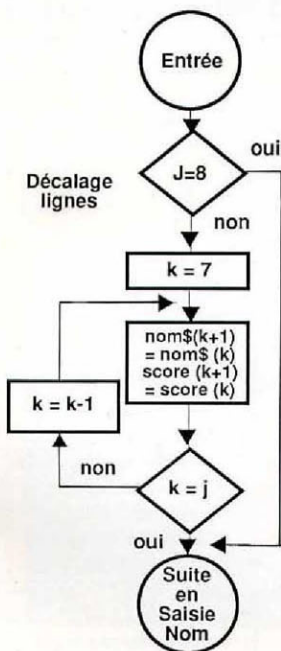 Entrée
oui
J=8
Décalage
lignes
non
k = 7
nom$(k+1)
= nom$ (k)
score (k+1)
= score (k)
k = k-1
non
k = j
oui
Suite
en
Saisie
Nom